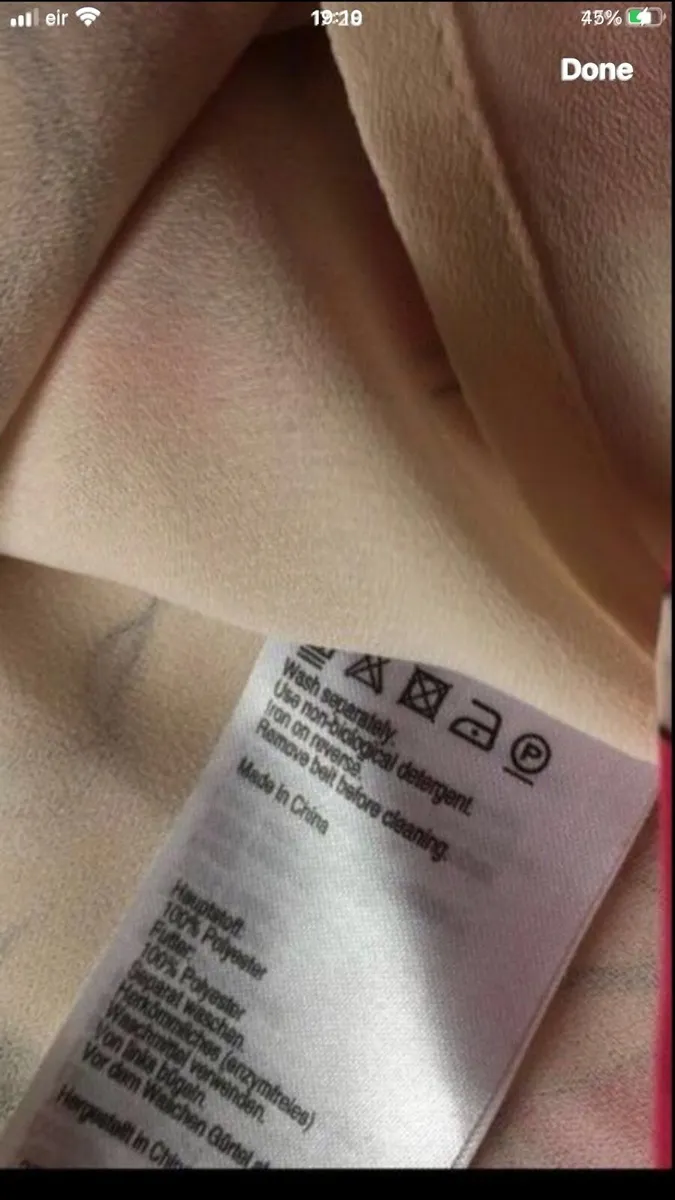 eir
Done
Wash separately.
Use non-biological detergent.
Iron on reverse.
Remove belt before cleaning.
Made in China
Hauptstoff:
100% Polyester
Futter:
100% Polyester
Separat waschen.
Herkömmliches (enzymfreies)
Waschmittel verwenden.
Von links bügeln.
Vor dem Waschen Gürtel
Hergestellt in China